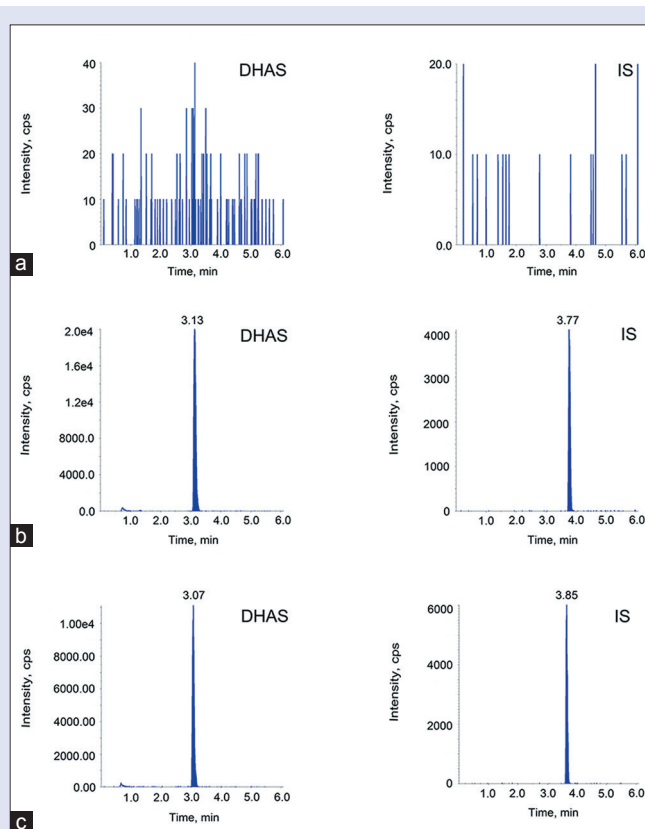 DHAS
Intensity, cps
40
30
20
10
0
1.0 2.0 3.0 4.0 5.0 6.0
Time, min
IS
Intensity, cps
20.0
10.0
0.0
1.0 2.0 3.0 4.0 5.0 6.0
Time, min
a
3.13
DHAS
Intensity, cps
2.0e4
1.6e4
1.2e4
8000.0
4000.0
0.0
1.0 2.0 3.0 4.0 5.0 6.0
Time, min
3.77
IS
Intensity, cps
4000
3000
2000
1000
0
1.0 2.0 3.0 4.0 5.0 6.0
Time, min
b
3.07
DHAS
Intensity, cps
1.00e4
8000.00
6000.00
4000.00
2000.00
0.00
1.0 2.0 3.0 4.0 5.0 6.0
Time, min
3.85
IS
Intensity, cps
6000
4000
2000
0
1.0 2.0 3.0 4.0 5.0 6.0
Time, min
c